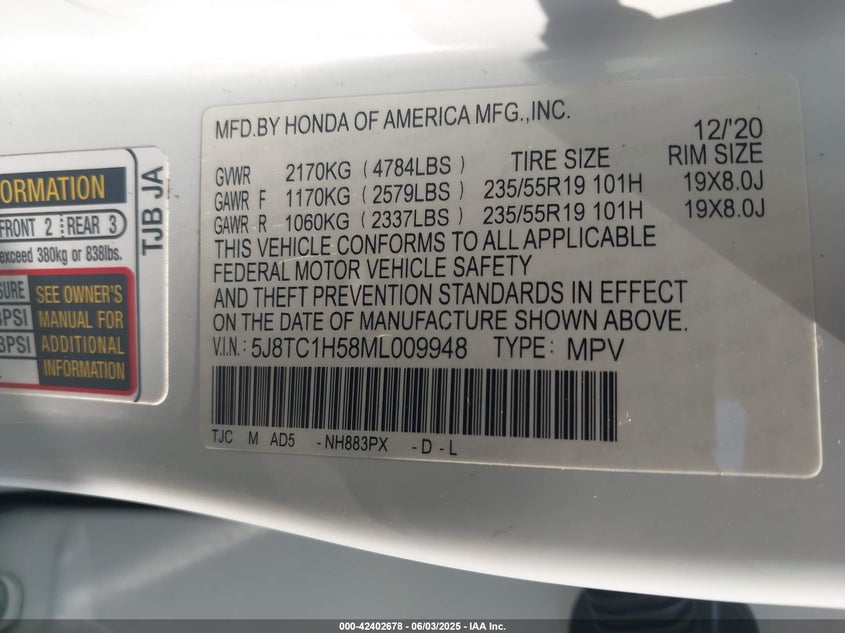 MFD.BY HONDA OF AMERICA MFG.,INC.
12/'20
GVWR 2170KG (4784LBS) TIRE SIZE RIM SIZE
GAWR F 1170KG (2579LBS) 235/55R19 101H 19X8.0J
GAWR R 1060KG (2337LBS) 235/55R19 101H 19X8.0J
THIS VEHICLE CONFORMS TO ALL APPLICABLE
FEDERAL MOTOR VEHICLE SAFETY
AND THEFT PREVENTION STANDARDS IN EFFECT
ON THE DATE OF MANUFACTURE SHOWN ABOVE.
V.I.N: 5J8TC1H58ML009948 TYPE: MPV
TJC M AD5 -NH883PX -D-L
FRONT 2 REAR 3
exceed 380kg or 838lbs.
SEE OWNER'S
MANUAL FOR
ADDITIONAL
INFORMATION
TJB JA
000-42402678 - 06/03/2025 - IAA Inc.